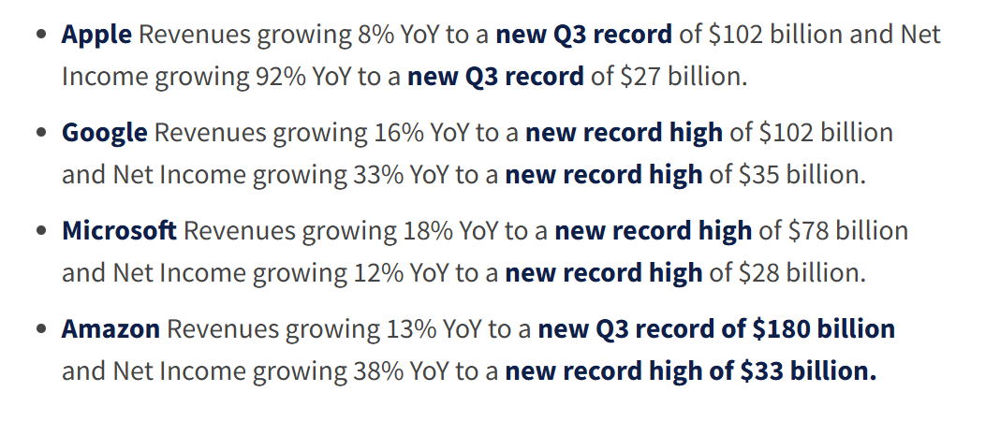 • Apple Revenues growing 8% YoY to a new Q3 record of $102 billion and Net
Income growing 92% YoY to a new Q3 record of $27 billion.
• Google Revenues growing 16% YoY to a new record high of $102 billion
and Net Income growing 33% YoY to a new record high of $35 billion.
• Microsoft Revenues growing 18% YoY to a new record high of $78 billion
and Net Income growing 12% YoY to a new record high of $28 billion.
• Amazon Revenues growing 13% YoY to a new Q3 record of $180 billion
and Net Income growing 38% YoY to a new record high of $33 billion.